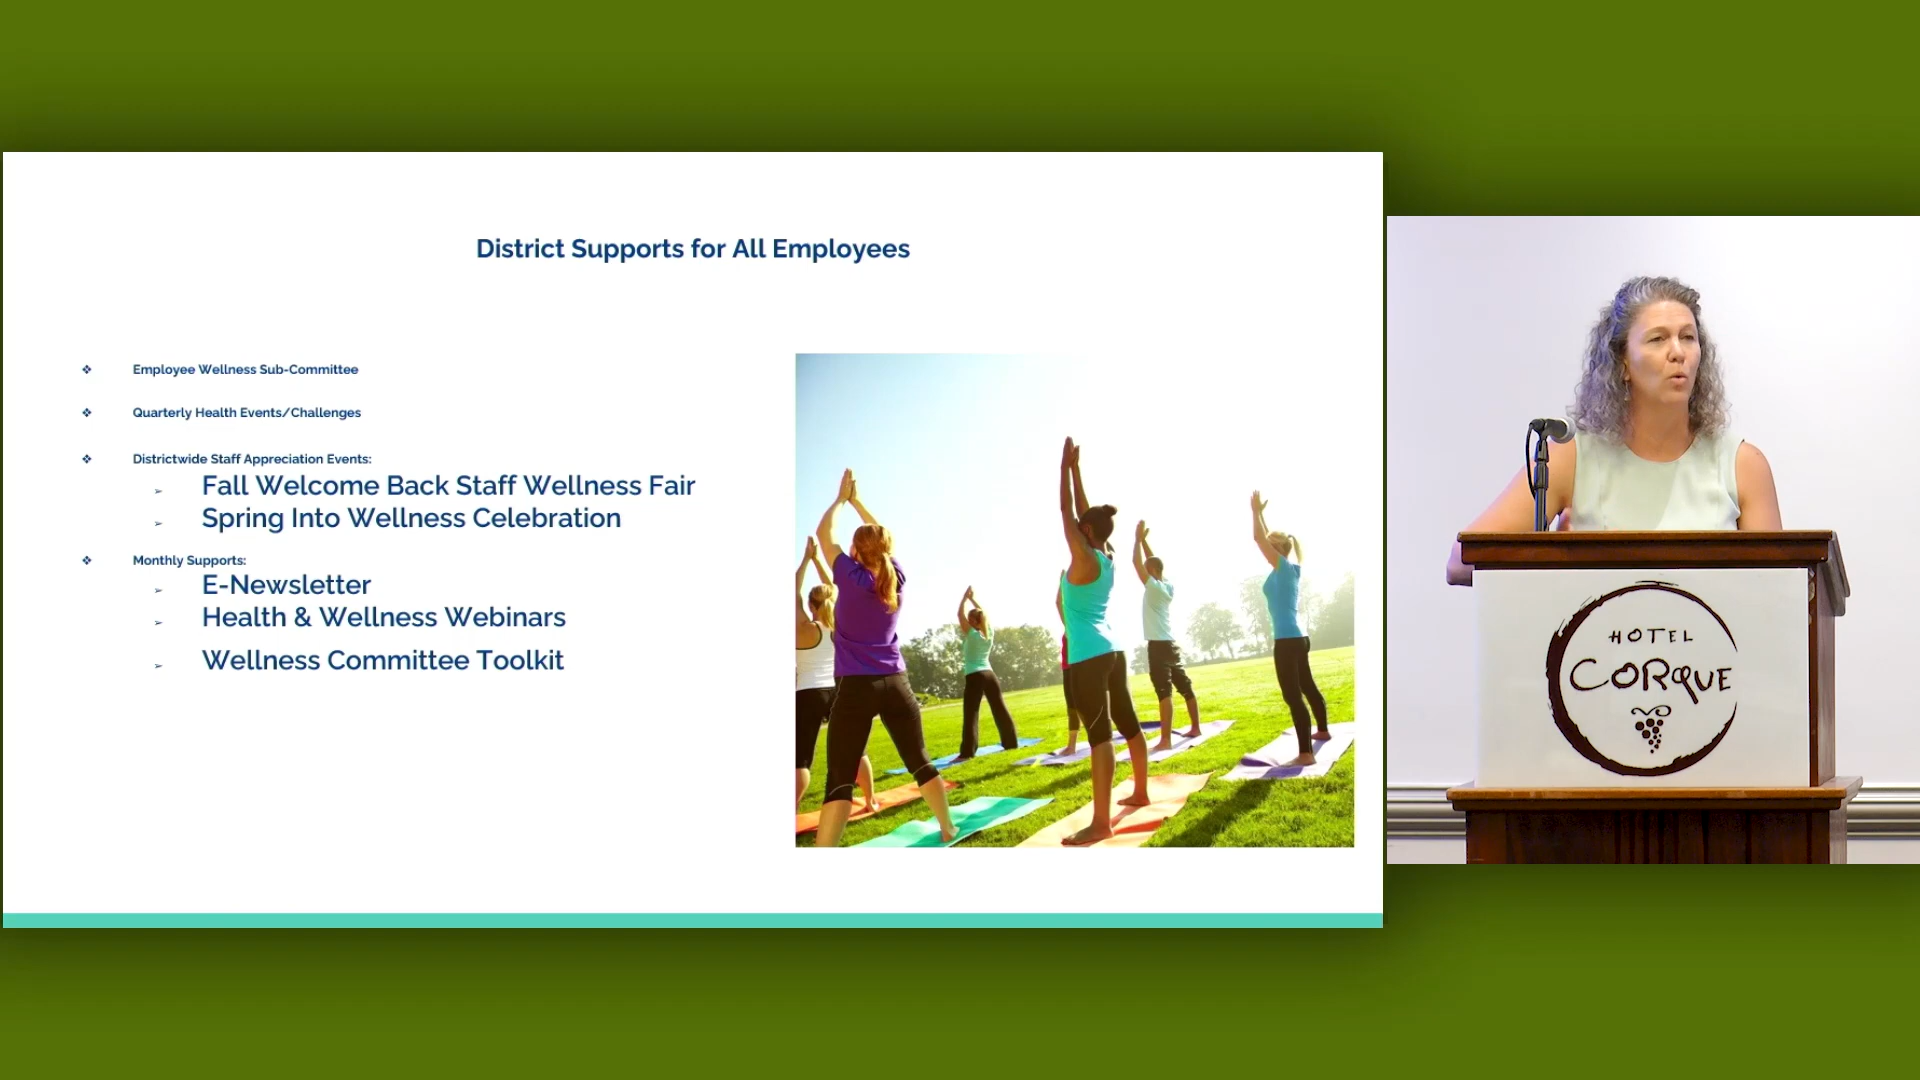 District Supports for All Employees
❖ Employee Wellness Sub-Committee
❖ Quarterly Health Events/Challenges
❖ Districtwide Staff Appreciation Events:
➢ Fall Welcome Back Staff Wellness Fair
➢ Spring Into Wellness Celebration
❖ Monthly Supports:
➢ E-Newsletter
➢ Health & Wellness Webinars
➢ Wellness Committee Toolkit
HOTEL
CORQUE